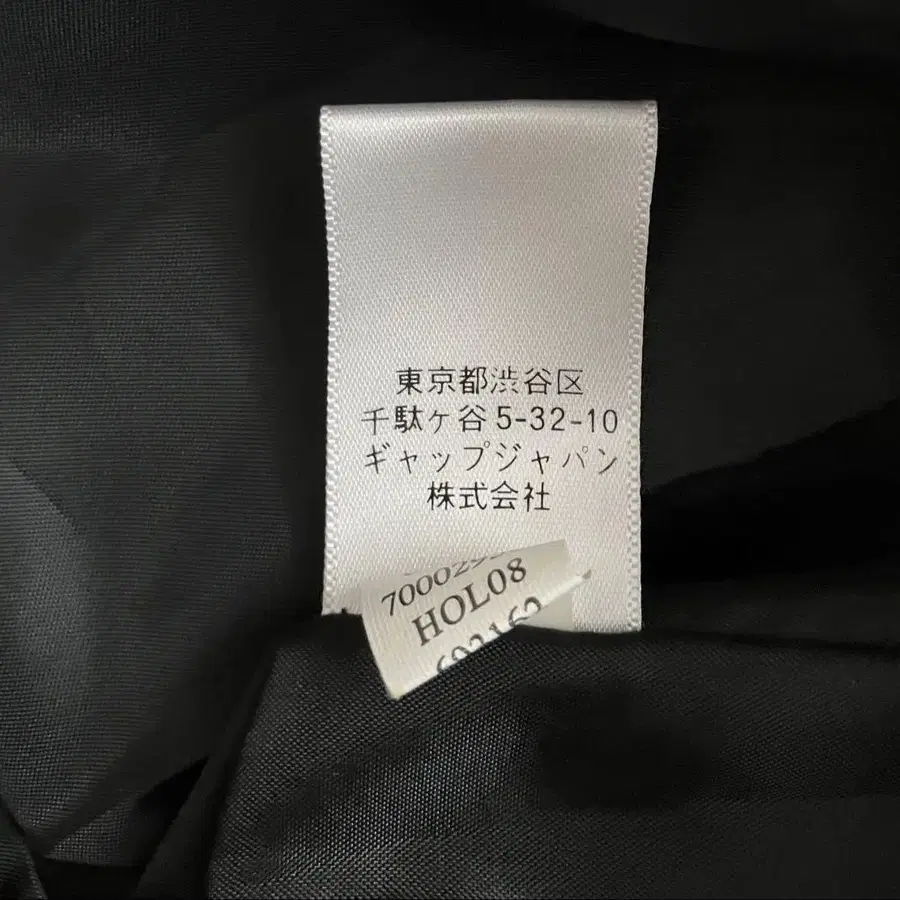 東京都渋谷区
千駄ヶ谷5-32-10
ギャップジャパン
株式会社
HOL08